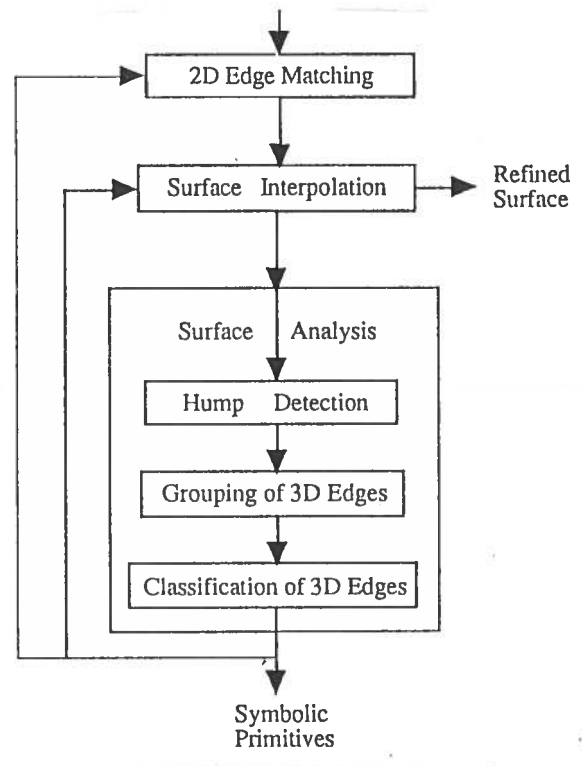 2D Edge Matching
Surface Interpolation
Refined
Surface
Surface Analysis
Hump Detection
Grouping of 3D Edges
Classification of 3D Edges
Symbolic
Primitives